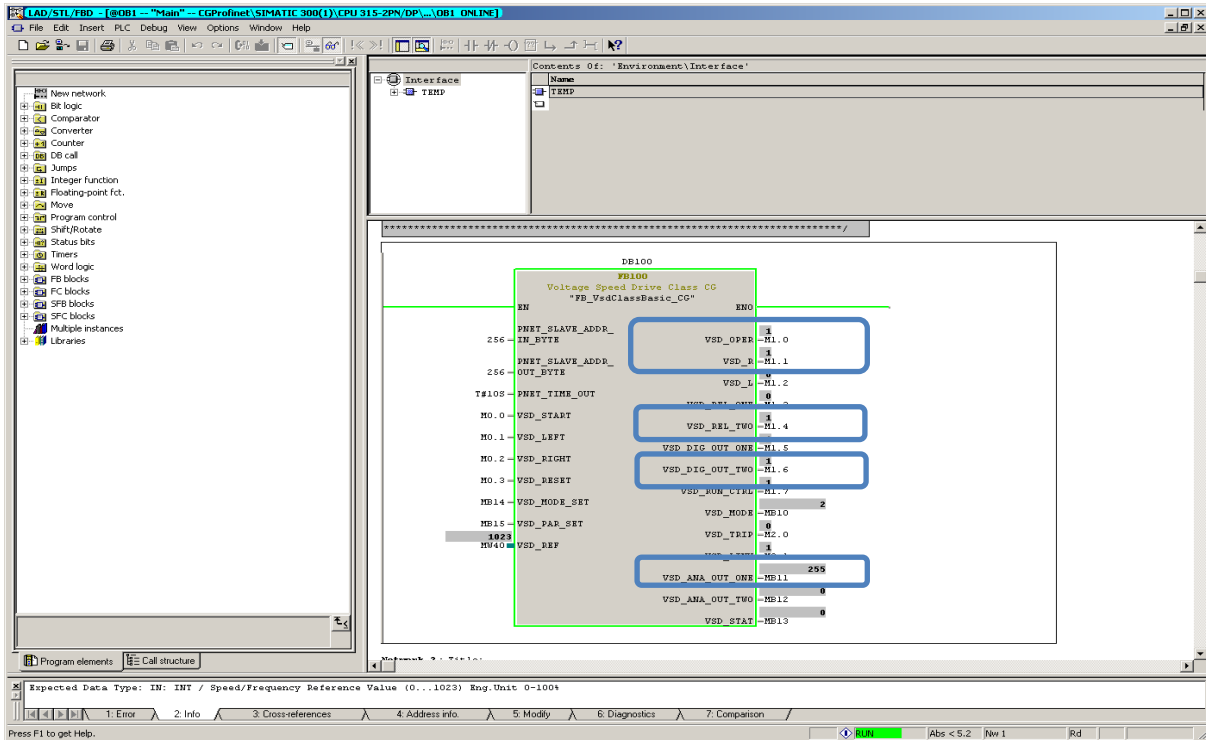 LAD/STL/FBD - [@OB1 -- "Main" -- CGProfinet\SIMATIC 300(1)\CPU 315-2PN/DP\...\OB1 ONLINE]
File Edit Insert PLC Debug View Options Window Help
New network
Bit logic
Comparator
Converter
Counter
DB call
Jumps
Integer function
Floating-point fct.
Move
Program control
Shift/Rotate
Status bits
Timers
Word logic
FB blocks
FC blocks
SFB blocks
SFC blocks
Multiple instances
Libraries
Program elements Call structure
Interface
TEMP
Contents Of: 'Environment\Interface'
Name
TEMP
DB100
FB100
Voltage Speed Drive Class CG
"FB_VsdClassBasic_CG"
EN ENO
PNET_SLAVE_ADDR_
256 IN_BYTE
PNET_SLAVE_ADDR_
256 OUT_BYTE
T#10S PNET_TIME_OUT
M0.0 VSD_START
M0.1 VSD_LEFT
M0.2 VSD_RIGHT
M0.3 VSD_RESET
MB14 VSD_MODE_SET
MB15 VSD_PAR_SET
1023
MW40 VSD_REF
1
VSD_OPER M1.0
1
VSD_R M1.1
VSD_L M1.2
0
1
VSD_REL_TWO M1.4
VSD_DIG_OUT_ONE M1.5
1
VSD_DIG_OUT_TWO M1.6
VSD_RUN_CTRL M1.7
2
VSD_MODE MB10
0
VSD_TRIP M2.0
1
255
VSD_ANA_OUT_ONE MB11
0
VSD_ANA_OUT_TWO MB12
0
VSD_STAT MB13
Expected Data Type: IN: INT / Speed/Frequency Reference Value (0...1023) Eng.Unit 0-100%
1: Error 2: Info 3: Cross-references 4: Address info. 5: Modify 6: Diagnostics 7: Comparison
Press F1 to get Help. RUN Abs < 5.2 Nw 1 Rd